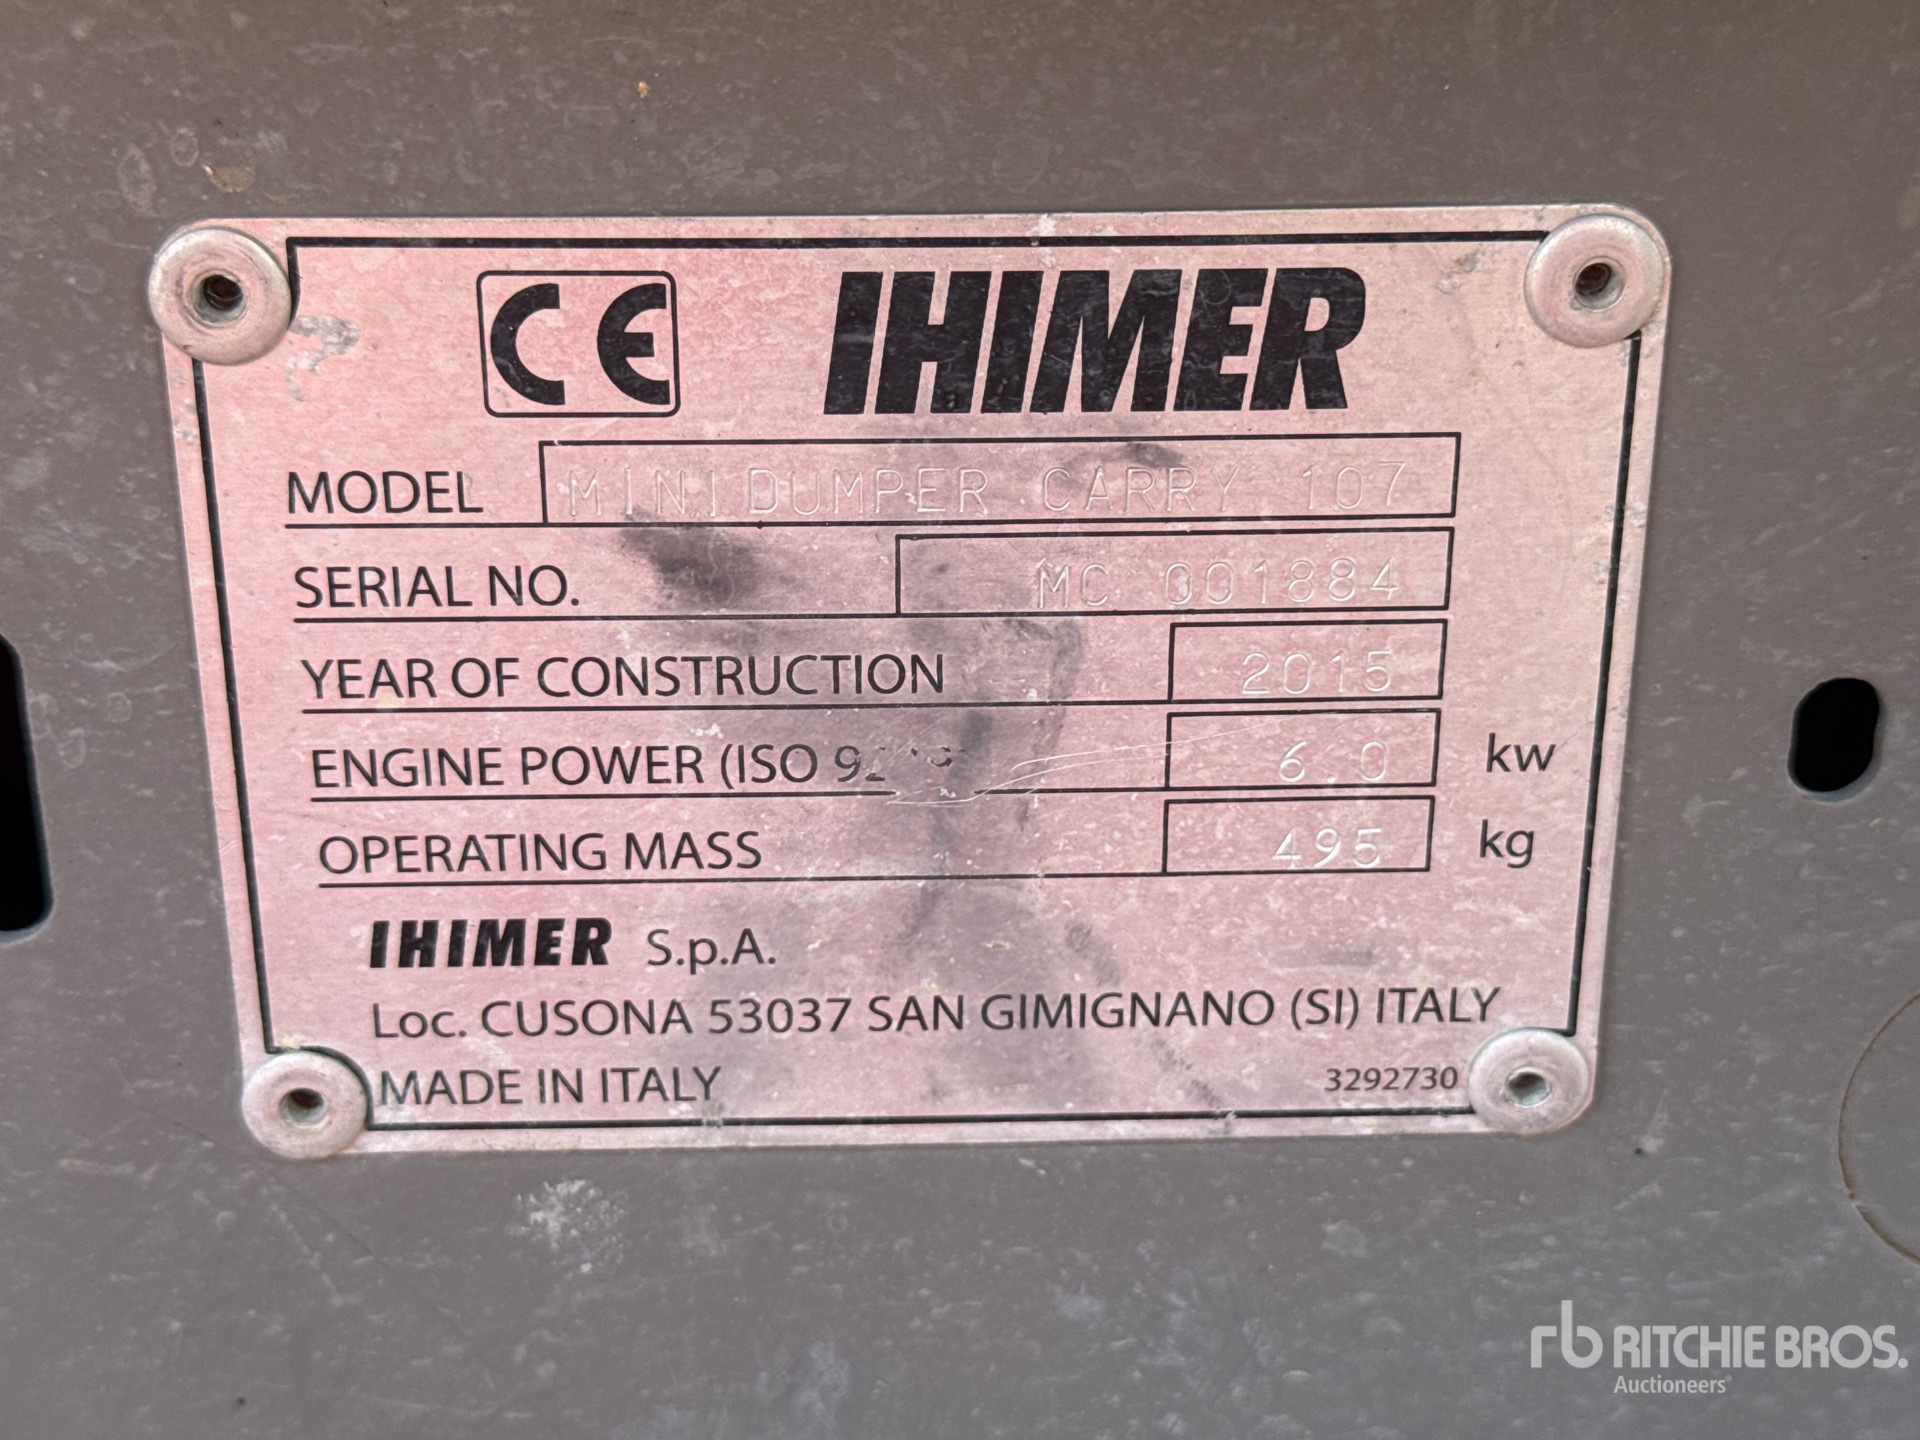 CE IHIMER
MODEL MINIDUMPER CARRY 107
SERIAL NO. MC 001884
YEAR OF CONSTRUCTION 2015
ENGINE POWER (ISO 6.0 kw
OPERATING MASS 495 kg
IHIMER S.p.A.
Loc. CUSONA 53037 SAN GIMIGNANO (SI) ITALY
MADE IN ITALY 3292730
rb RITCHIE BROS.
Auctioneers